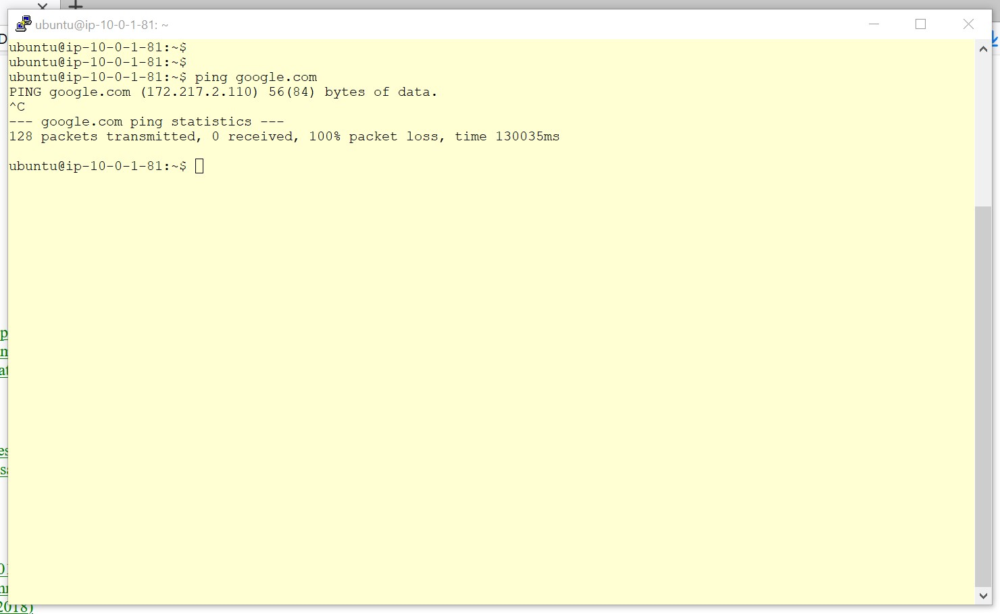 ubuntu@ip-10-0-1-81: ~
ubuntu@ip-10-0-1-81:~$
ubuntu@ip-10-0-1-81:~$
ubuntu@ip-10-0-1-81:~$ ping google.com
PING google.com (172.217.2.110) 56(84) bytes of data.
^C
--- google.com ping statistics ---
128 packets transmitted, 0 received, 100% packet loss, time 130035ms
ubuntu@ip-10-0-1-81:~$
2018)